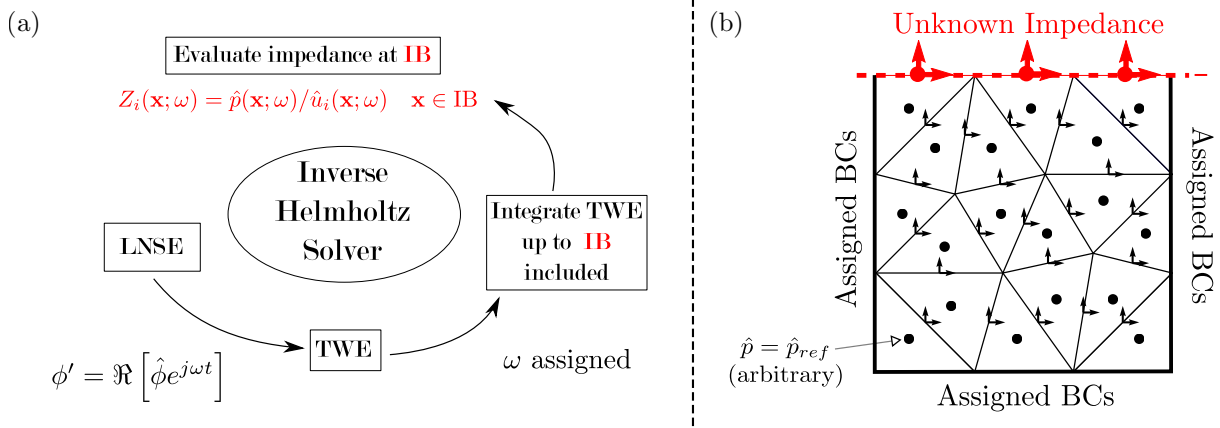 (a)
Evaluate impedance at IB
Z_i(x; ω) = p̂(x; ω)/û_i(x; ω)   x ∈ IB
Inverse
Helmholtz
Solver
LNSE
Integrate TWE
up to IB
included
TWE
ϕ′ = ℜ [ϕ̂e^{jωt}]
ω assigned
(b)
Unknown Impedance
Assigned BCs
Assigned BCs
p̂ = p̂_{ref}
(arbitrary)
Assigned BCs